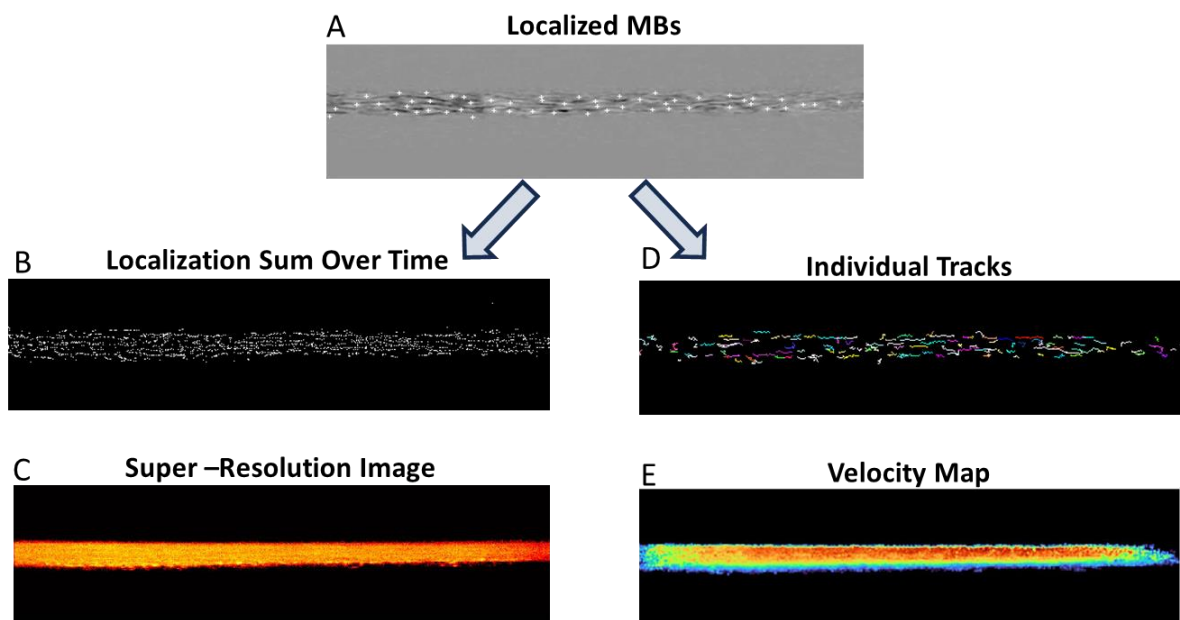 A
Localized MBs
B
Localization Sum Over Time
D
Individual Tracks
C
Super –Resolution Image
E
Velocity Map